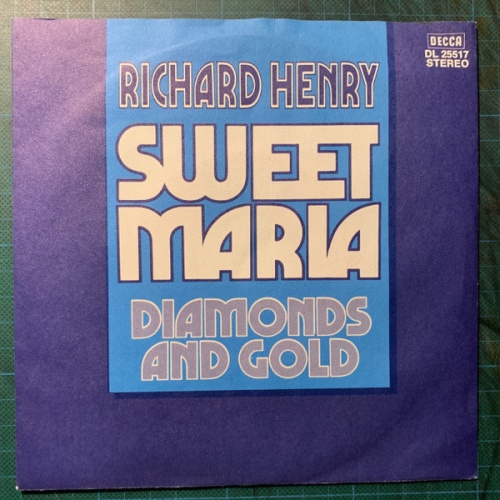 DECCA
DL 25517
STEREO
RICHARD HENRY
SWEET
MARIA
DIAMONDS
AND GOLD